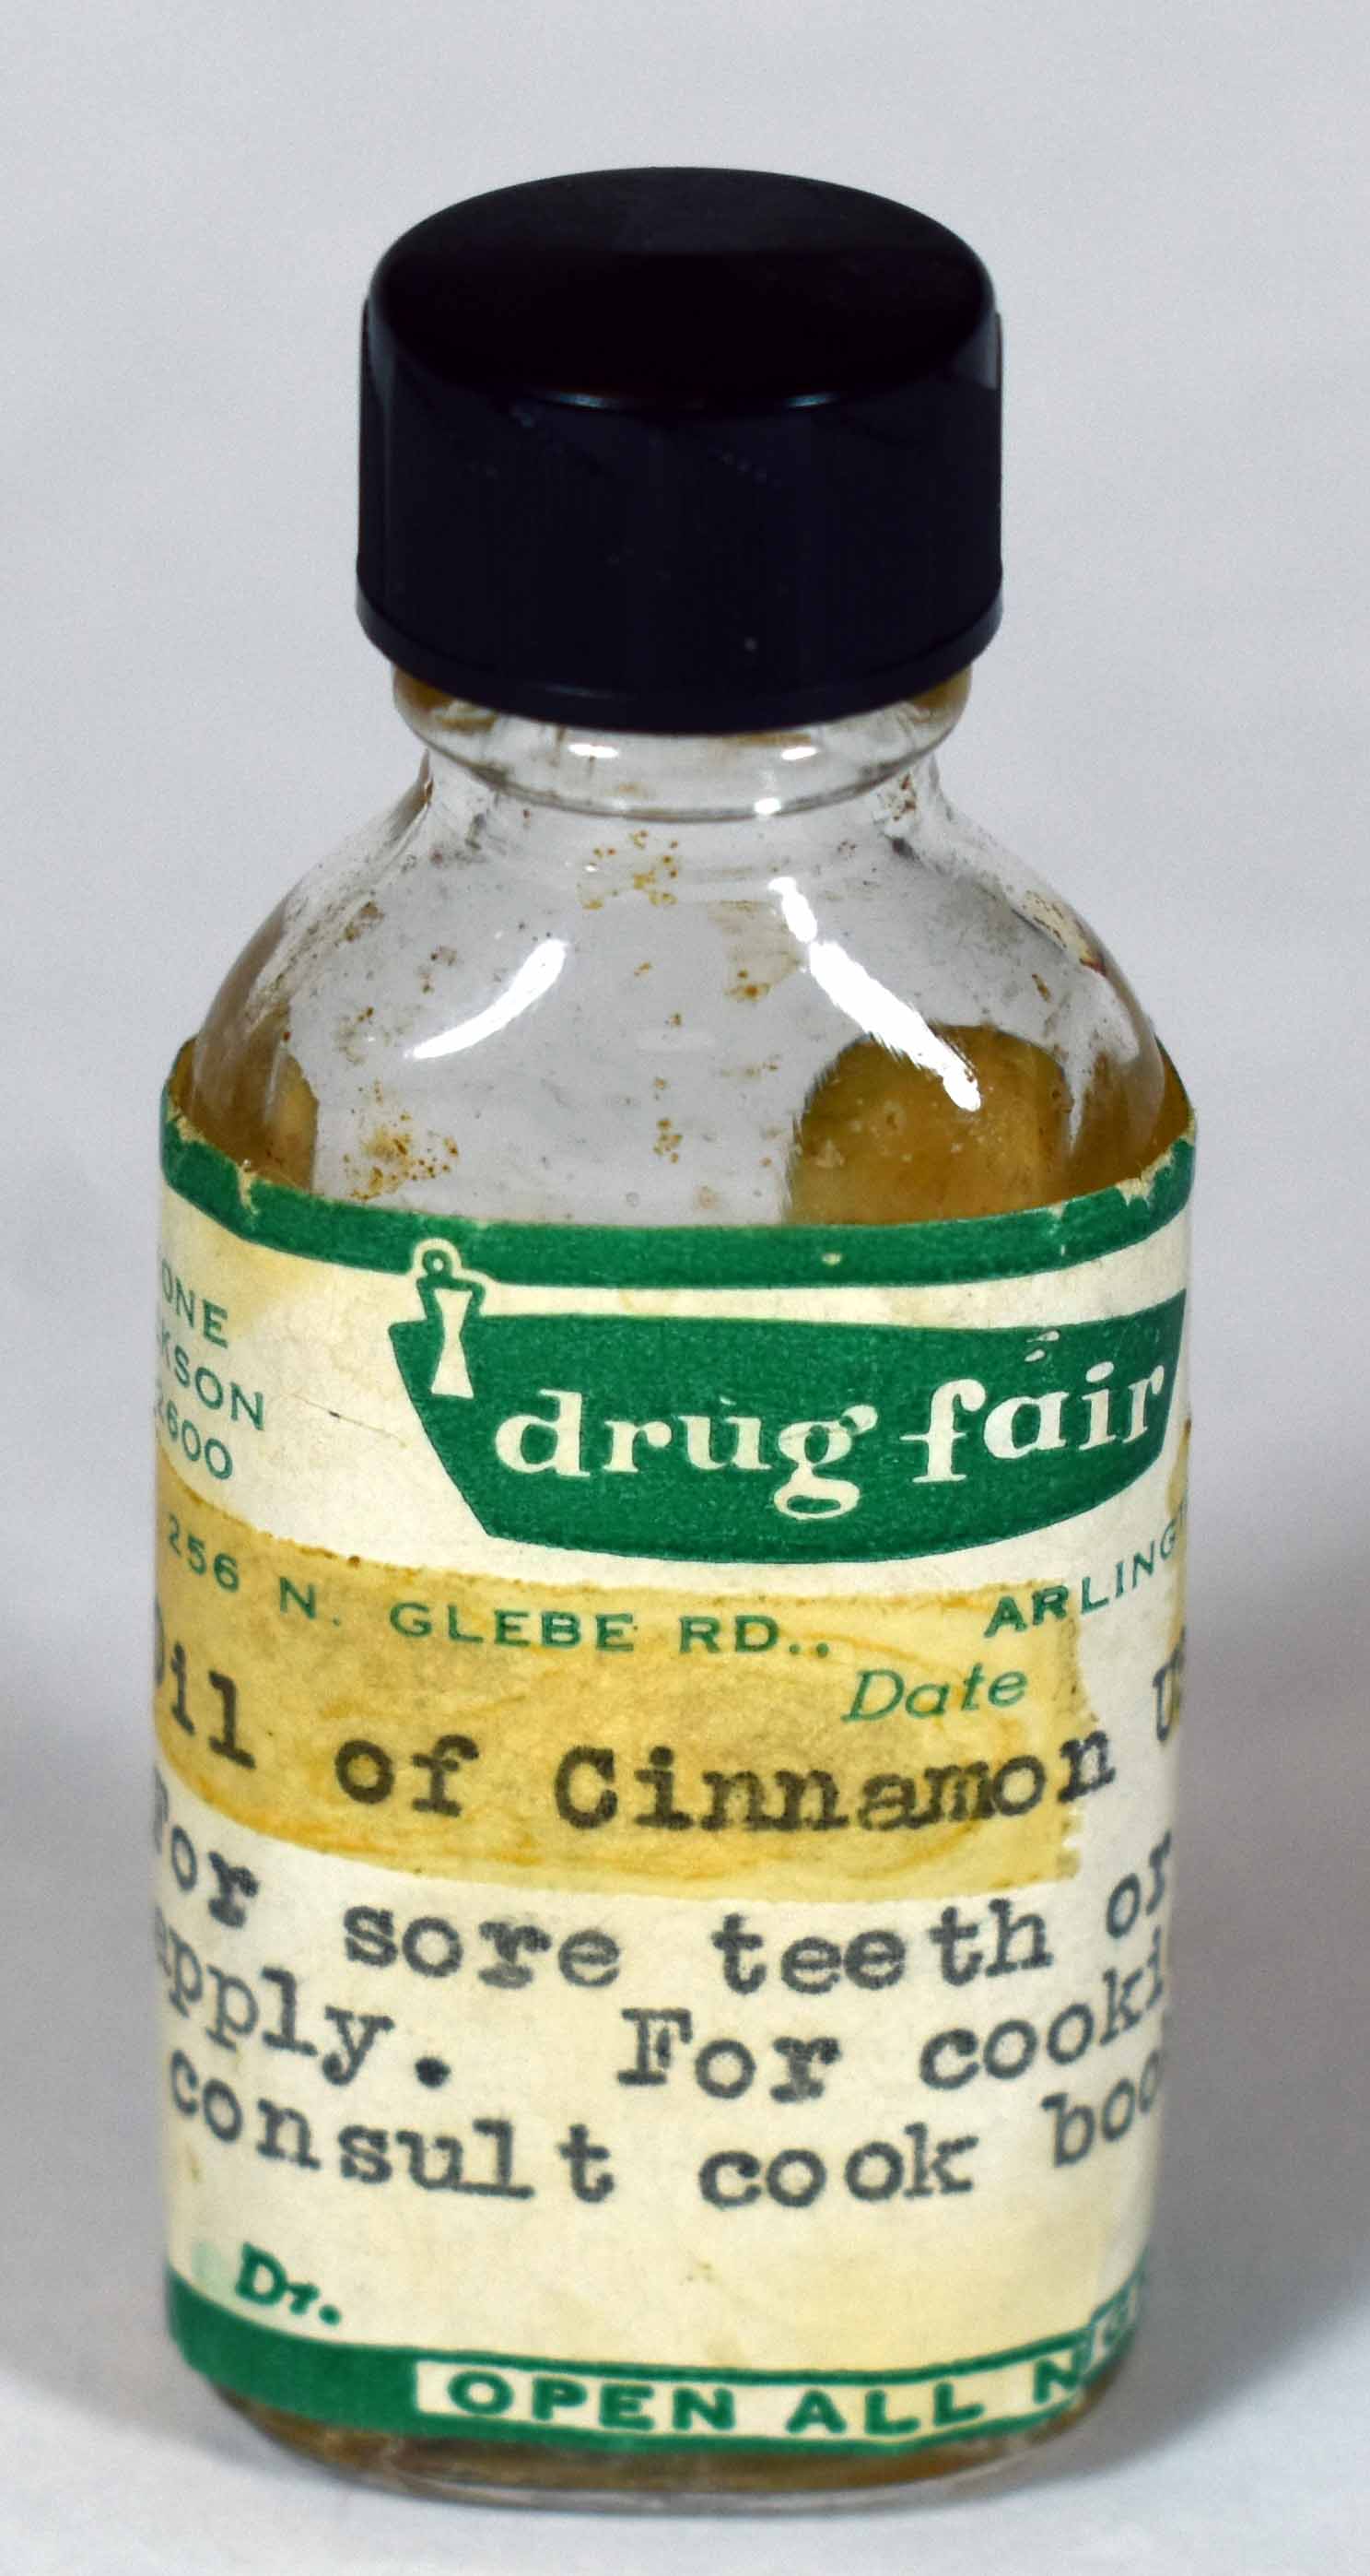 ONE
KSON
2600
drug fair
256 N. GLEBE RD., ARLING
Date
Oil of Cinnamon U
For sore teeth or
apply. For cooki
consult cook boo
Dr.
OPEN ALL N